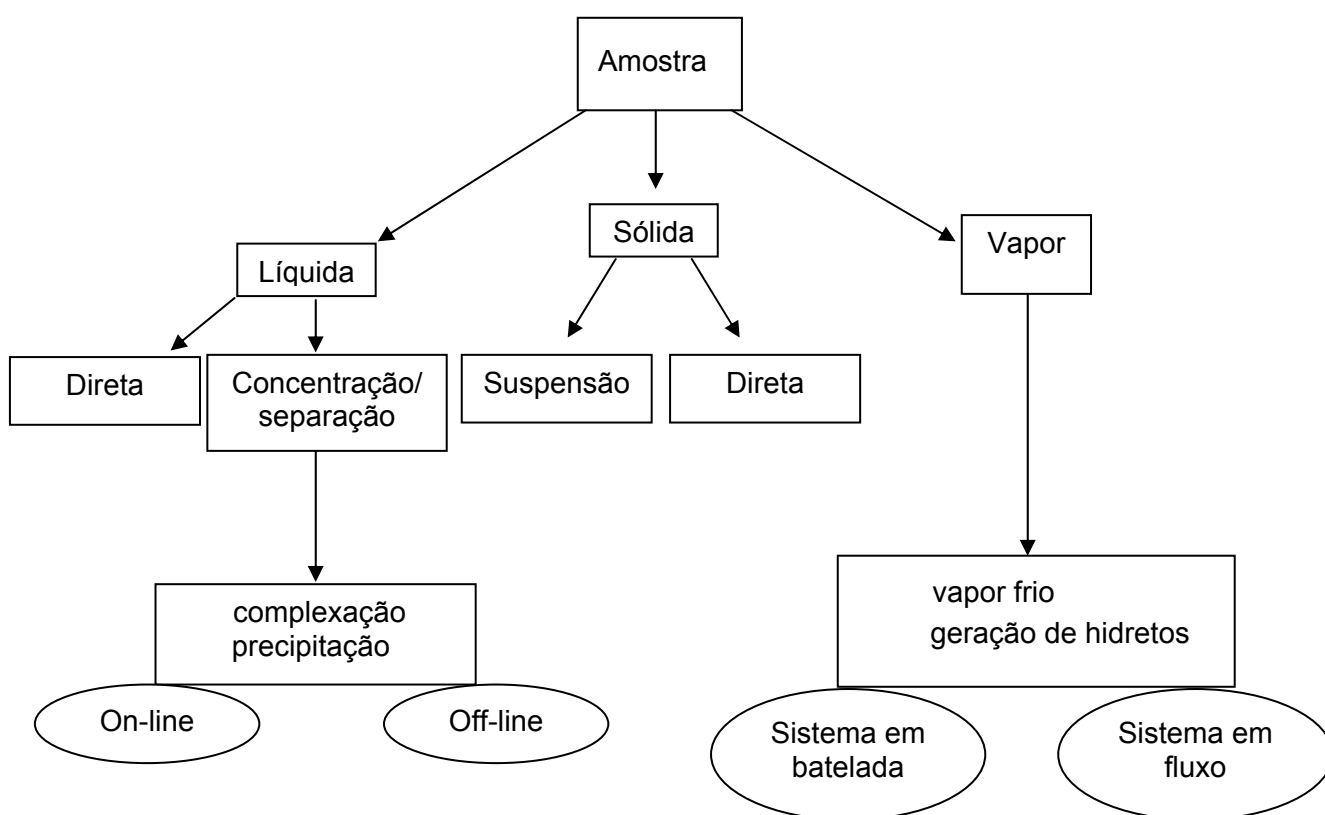 Amostra
Líquida
Sólida
Vapor
Direta
Concentração/
separação
Suspensão
Direta
complexação
precipitação
vapor frio
geração de hidretos
On-line
Off-line
Sistema em
batelada
Sistema em
fluxo